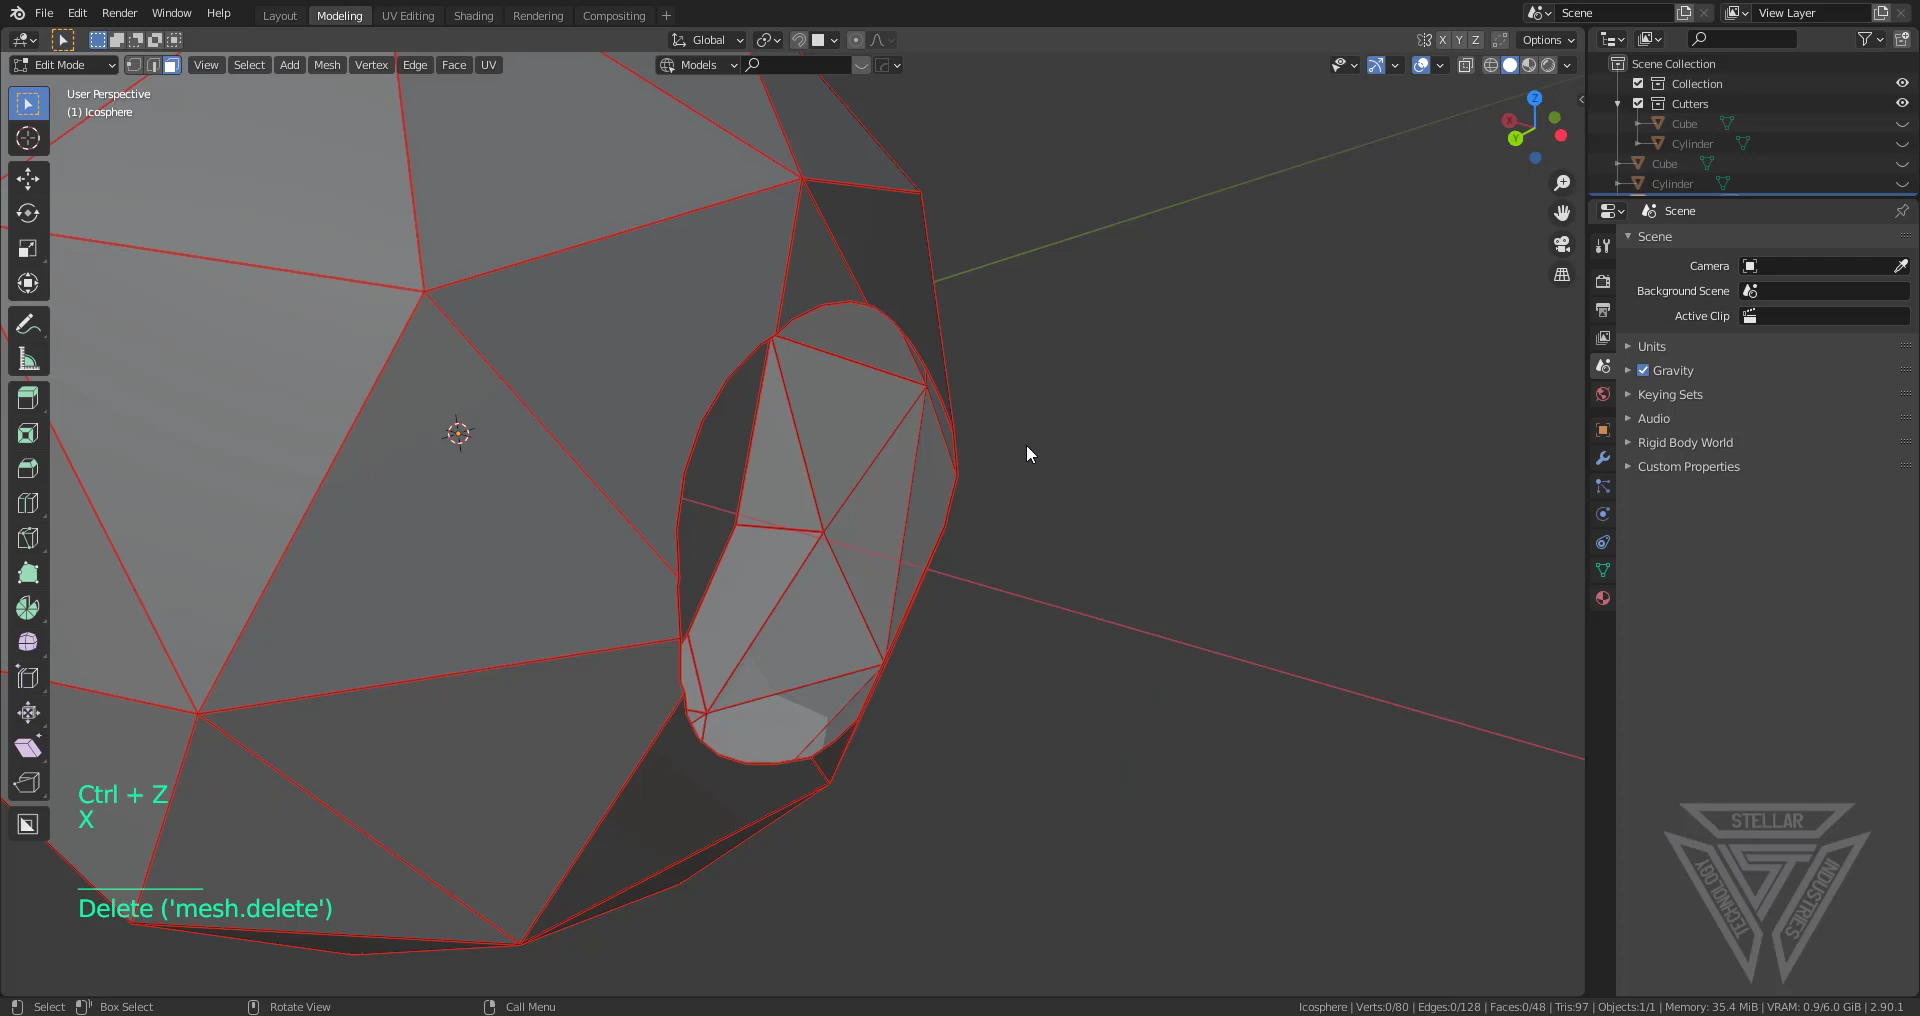 File Edit Render Window Help Layout Modeling UV Editing Shading Rendering Compositing + Scene View Layer
Global X Y Z Options
Edit Mode View Select Add Mesh Vertex Edge Face UV Models
User Perspective
(1) Icosphere
Z
X
Y
Scene Collection
Collection
Cutters
Cube
Cylinder
Cube
Cylinder
Scene
Scene
Camera
Background Scene
Active Clip
Units
Gravity
Keying Sets
Audio
Rigid Body World
Custom Properties
Ctrl + Z
X
Delete ('mesh.delete')
STELLAR
TECHNOLOGY
INDUSTRIES
Select Box Select Rotate View Call Menu Icosphere | Verts:0/80 | Edges:0/128 | Faces:0/48 | Tris:97 | Objects:1/1 | Memory: 35.4 MiB | VRAM: 0.9/6.0 GiB | 2.90.1